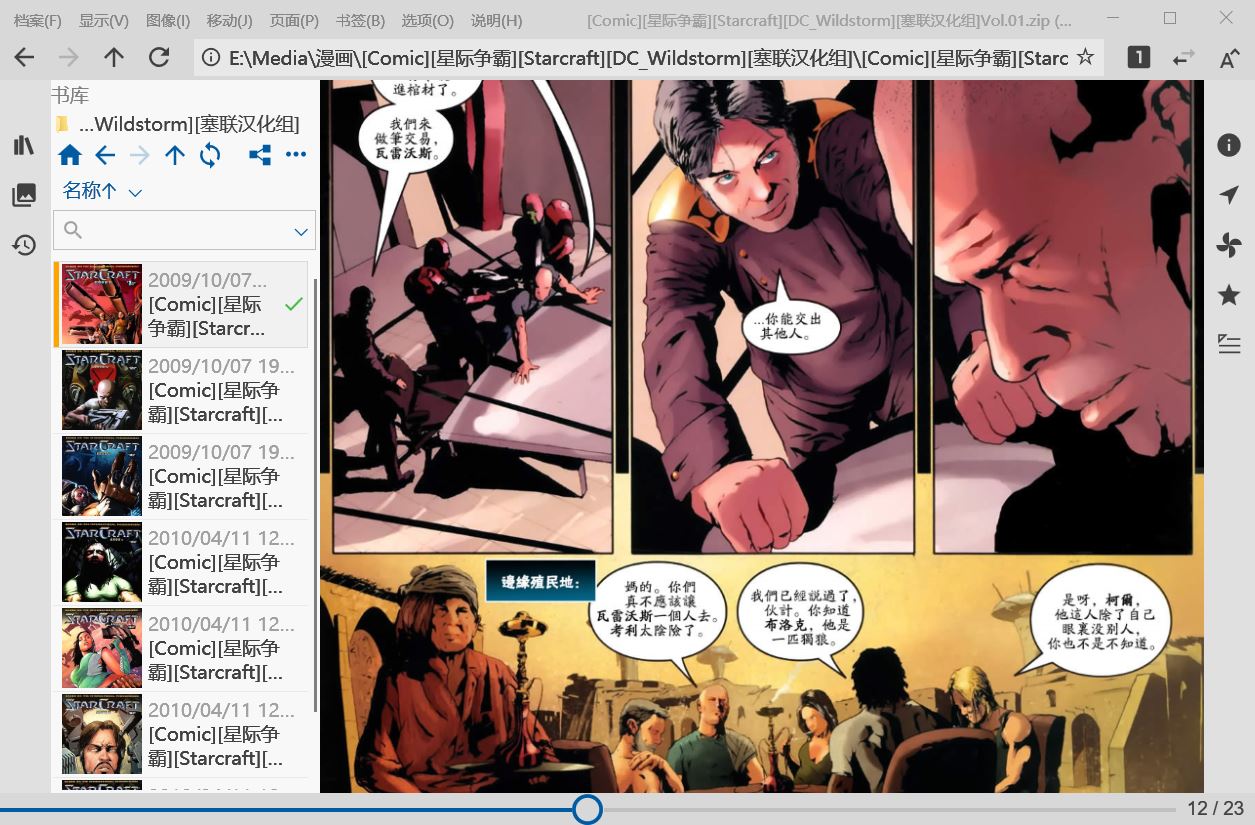 档案(F) 显示(V) 图像(I) 移动(J) 页面(P) 书签(B) 选项(O) 说明(H) [Comic][星际争霸][Starcraft][DC_Wildstorm][塞联汉化组]Vol.01.zip (...
E:\Media\漫画\[Comic][星际争霸][Starcraft][DC_Wildstorm][塞联汉化组]\[Comic][星际争霸][Starc
1
A
书库
...Wildstorm][塞联汉化组]
名称↑
STARCRAFT
2009/10/07...
[Comic][星际
争霸][Starcr...
STARCRAFT
2009/10/07 19...
[Comic][星际争
霸][Starcraft][...
STARCRAFT
2009/10/07 19...
[Comic][星际争
霸][Starcraft][...
STARCRAFT
2010/04/11 12...
[Comic][星际争
霸][Starcraft][...
STARCRAFT
2010/04/11 12...
[Comic][星际争
霸][Starcraft][...
STARCRAFT
2010/04/11 12...
[Comic][星际争
霸][Starcraft][...
進棺材了。
我們來
做筆交易，
瓦雷沃斯。
...你能交出
其他人。
邊緣殖民地：
媽的。你們
真不應該讓
瓦雷沃斯一個人去。
考利太陰險了。
我們已經說過了，
伙計。你知道
布洛克，他是
一匹獨狼。
是呀，柯爾，
他這人除了自己
眼裏没別人，
你也不是不知道。
12 / 23